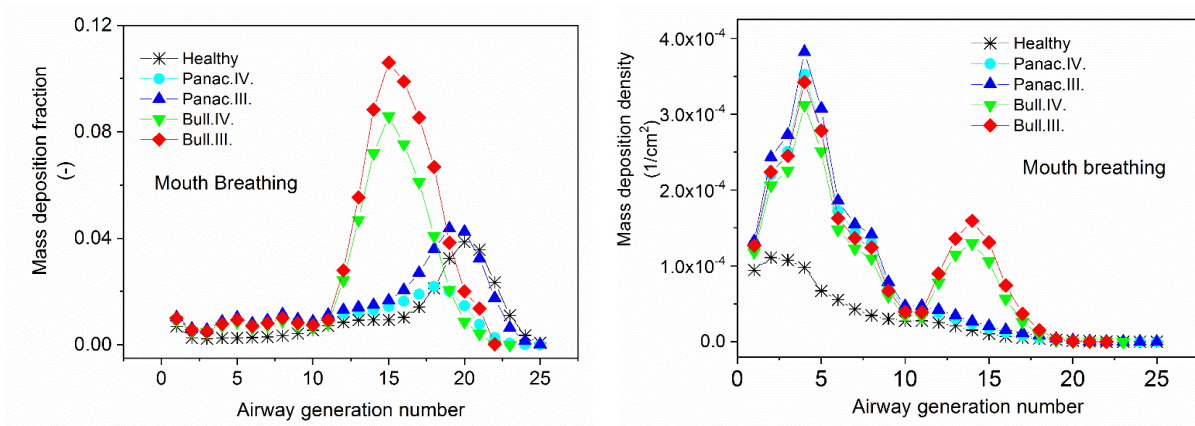 0.12
0.08
0.04
0.00
Mass deposition fraction
(-)
Healthy
Panac.IV.
Panac.III.
Bull.IV.
Bull.III.
Mouth Breathing
0 5 10 15 20 25
Airway generation number
4.0x10⁻⁴
3.0x10⁻⁴
2.0x10⁻⁴
1.0x10⁻⁴
0.0
Mass deposition density
(1/cm²)
Healthy
Panac.IV.
Panac.III.
Bull.IV.
Bull.III.
Mouth breathing
0 5 10 15 20 25
Airway generation number